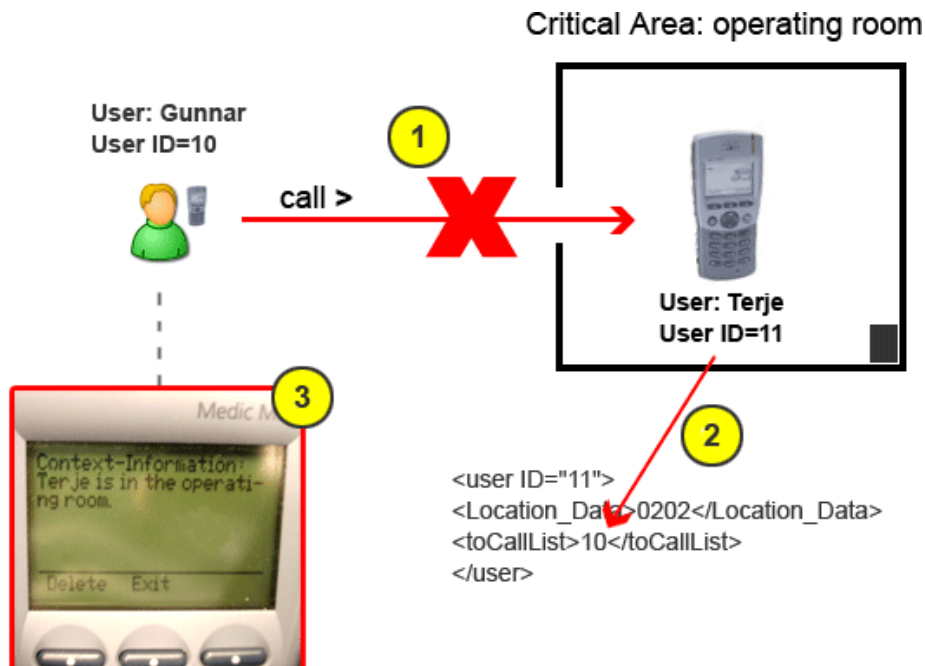 Critical Area: operating room
User: Gunnar
User ID=10
1
call >
User: Terje
User ID=11
2
3
Medic
Context-Information:
Terje is in the operati-
ng room.
Delete Exit
<user ID="11">
<Location_Data>0202</Location_Data>
<toCallList>10</toCallList>
</user>